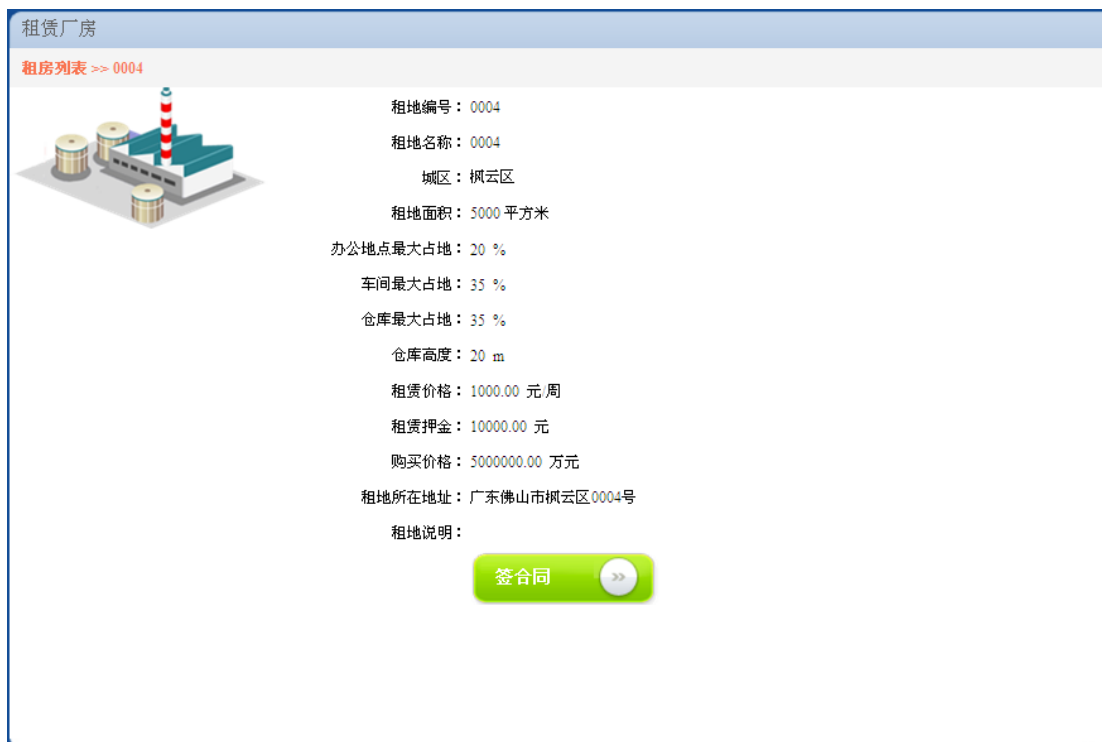 租赁厂房
租房列表 >> 0004
租地编号：0004
租地名称：0004
城区：枫云区
租地面积：5000 平方米
办公地点最大占地：20 %
车间最大占地：35 %
仓库最大占地：35 %
仓库高度：20 m
租赁价格：1000.00 元/周
租赁押金：10000.00 元
购买价格：5000000.00 万元
租地所在地址：广东佛山市枫云区0004号
租地说明：
签合同 >>